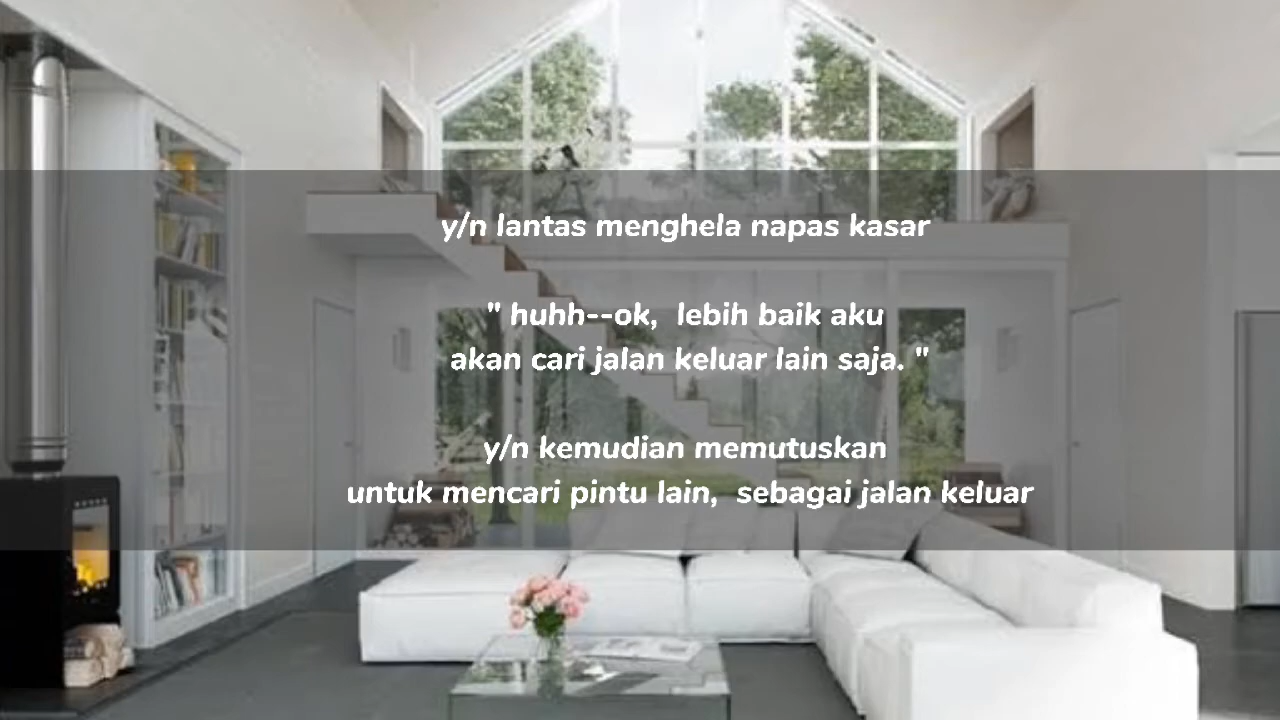 y/n lantas menghela napas kasar
" huhh--ok,  lebih baik aku
akan cari jalan keluar lain saja. "
y/n kemudian memutuskan
untuk mencari pintu lain,  sebagai jalan keluar